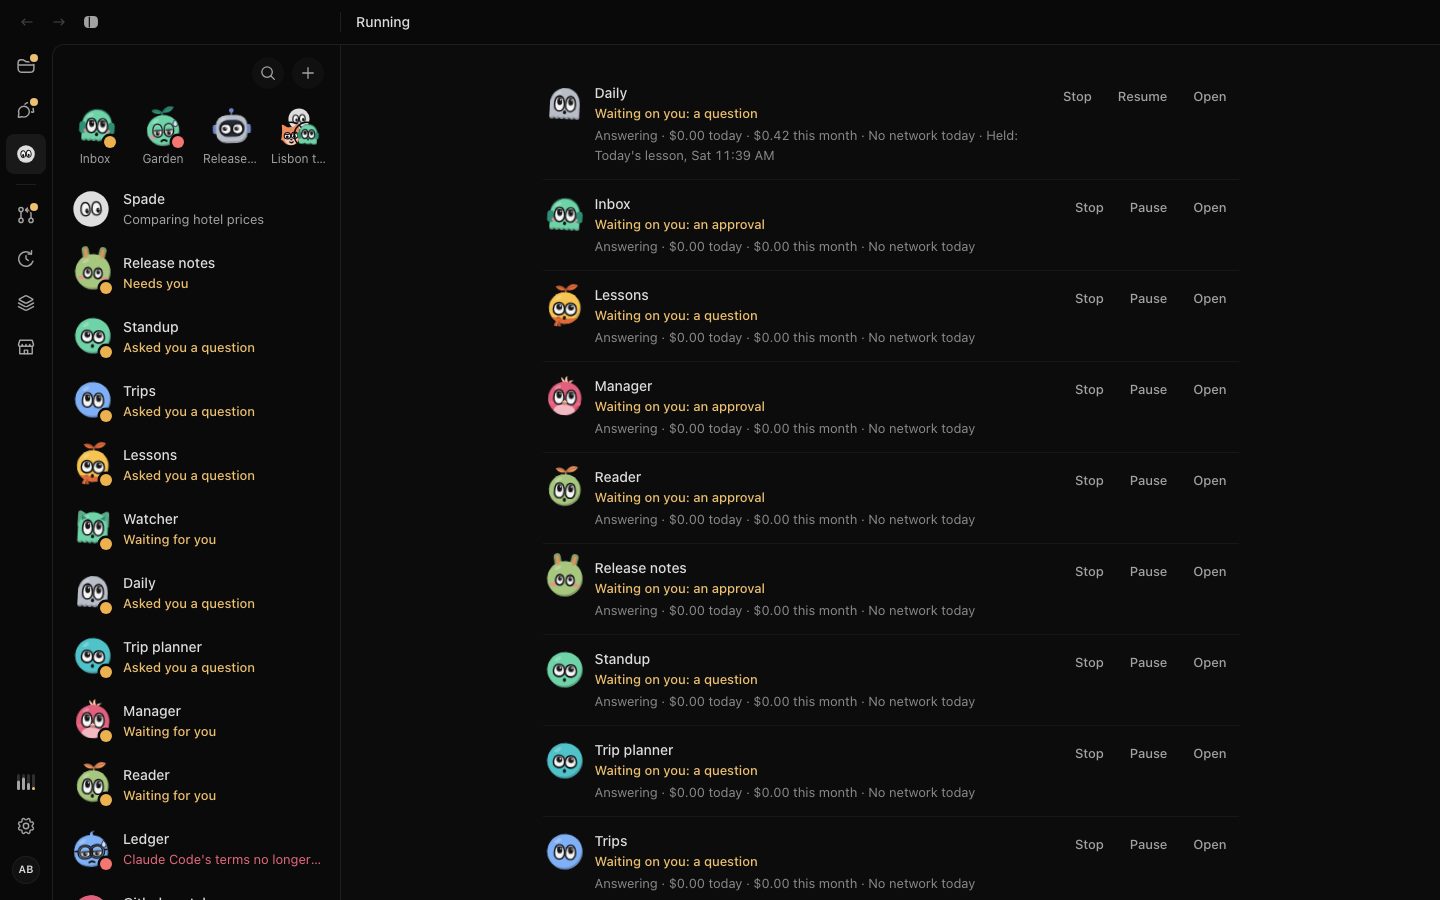 Running
Inbox
Garden
Release...
Lisbon t...
Spade
Comparing hotel prices
Release notes
Needs you
Standup
Asked you a question
Trips
Asked you a question
Lessons
Asked you a question
Watcher
Waiting for you
Daily
Asked you a question
Trip planner
Asked you a question
Manager
Waiting for you
Reader
Waiting for you
Ledger
Claude Code's terms no longer...
AB
Daily
Waiting on you: a question
Answering · $0.00 today · $0.42 this month · No network today · Held:
Today's lesson, Sat 11:39 AM
Stop Resume Open
Inbox
Waiting on you: an approval
Answering · $0.00 today · $0.00 this month · No network today
Stop Pause Open
Lessons
Waiting on you: a question
Answering · $0.00 today · $0.00 this month · No network today
Stop Pause Open
Manager
Waiting on you: an approval
Answering · $0.00 today · $0.00 this month · No network today
Stop Pause Open
Reader
Waiting on you: an approval
Answering · $0.00 today · $0.00 this month · No network today
Stop Pause Open
Release notes
Waiting on you: an approval
Answering · $0.00 today · $0.00 this month · No network today
Stop Pause Open
Standup
Waiting on you: a question
Answering · $0.00 today · $0.00 this month · No network today
Stop Pause Open
Trip planner
Waiting on you: a question
Answering · $0.00 today · $0.00 this month · No network today
Stop Pause Open
Trips
Waiting on you: a question
Answering · $0.00 today · $0.00 this month · No network today
Stop Pause Open